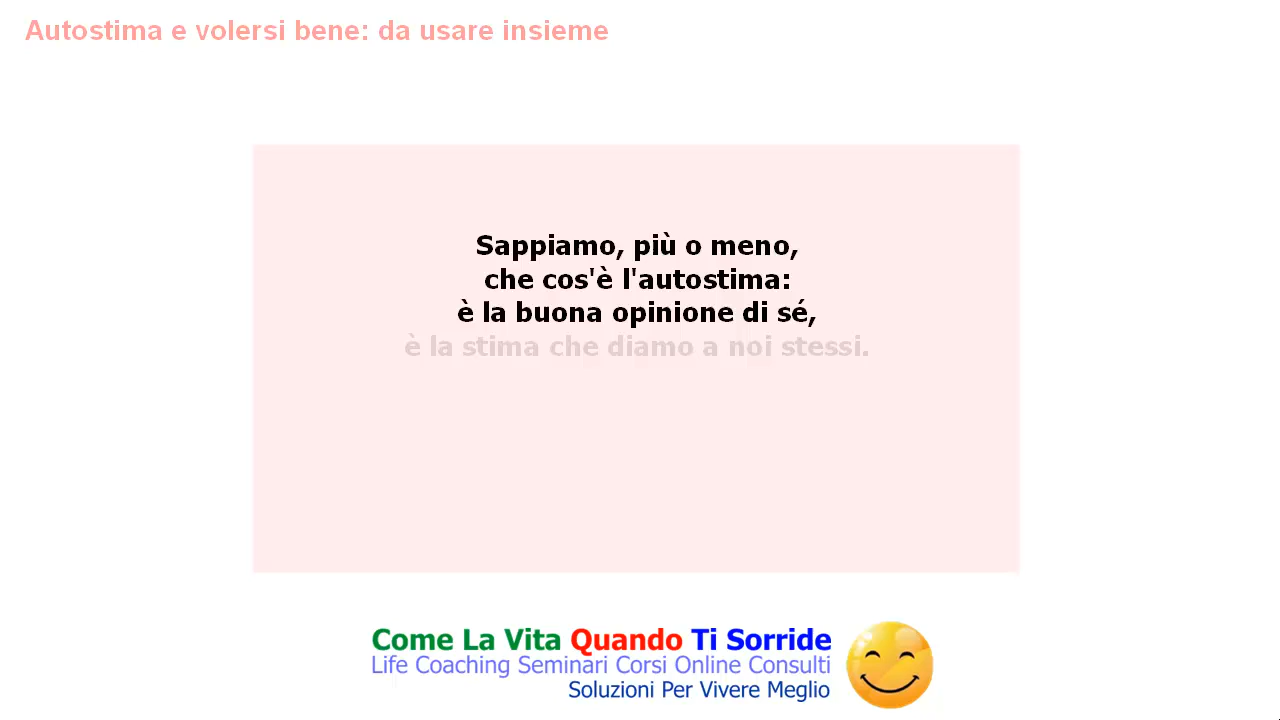 Autostima e volersi bene: da usare insieme
Sappiamo, più o meno,
che cos'è l'autostima:
è la buona opinione di sé,
è la stima che diamo a noi stessi.
Come La Vita Quando Ti Sorride
Life Coaching Seminari Corsi Online Consulti
Soluzioni Per Vivere Meglio